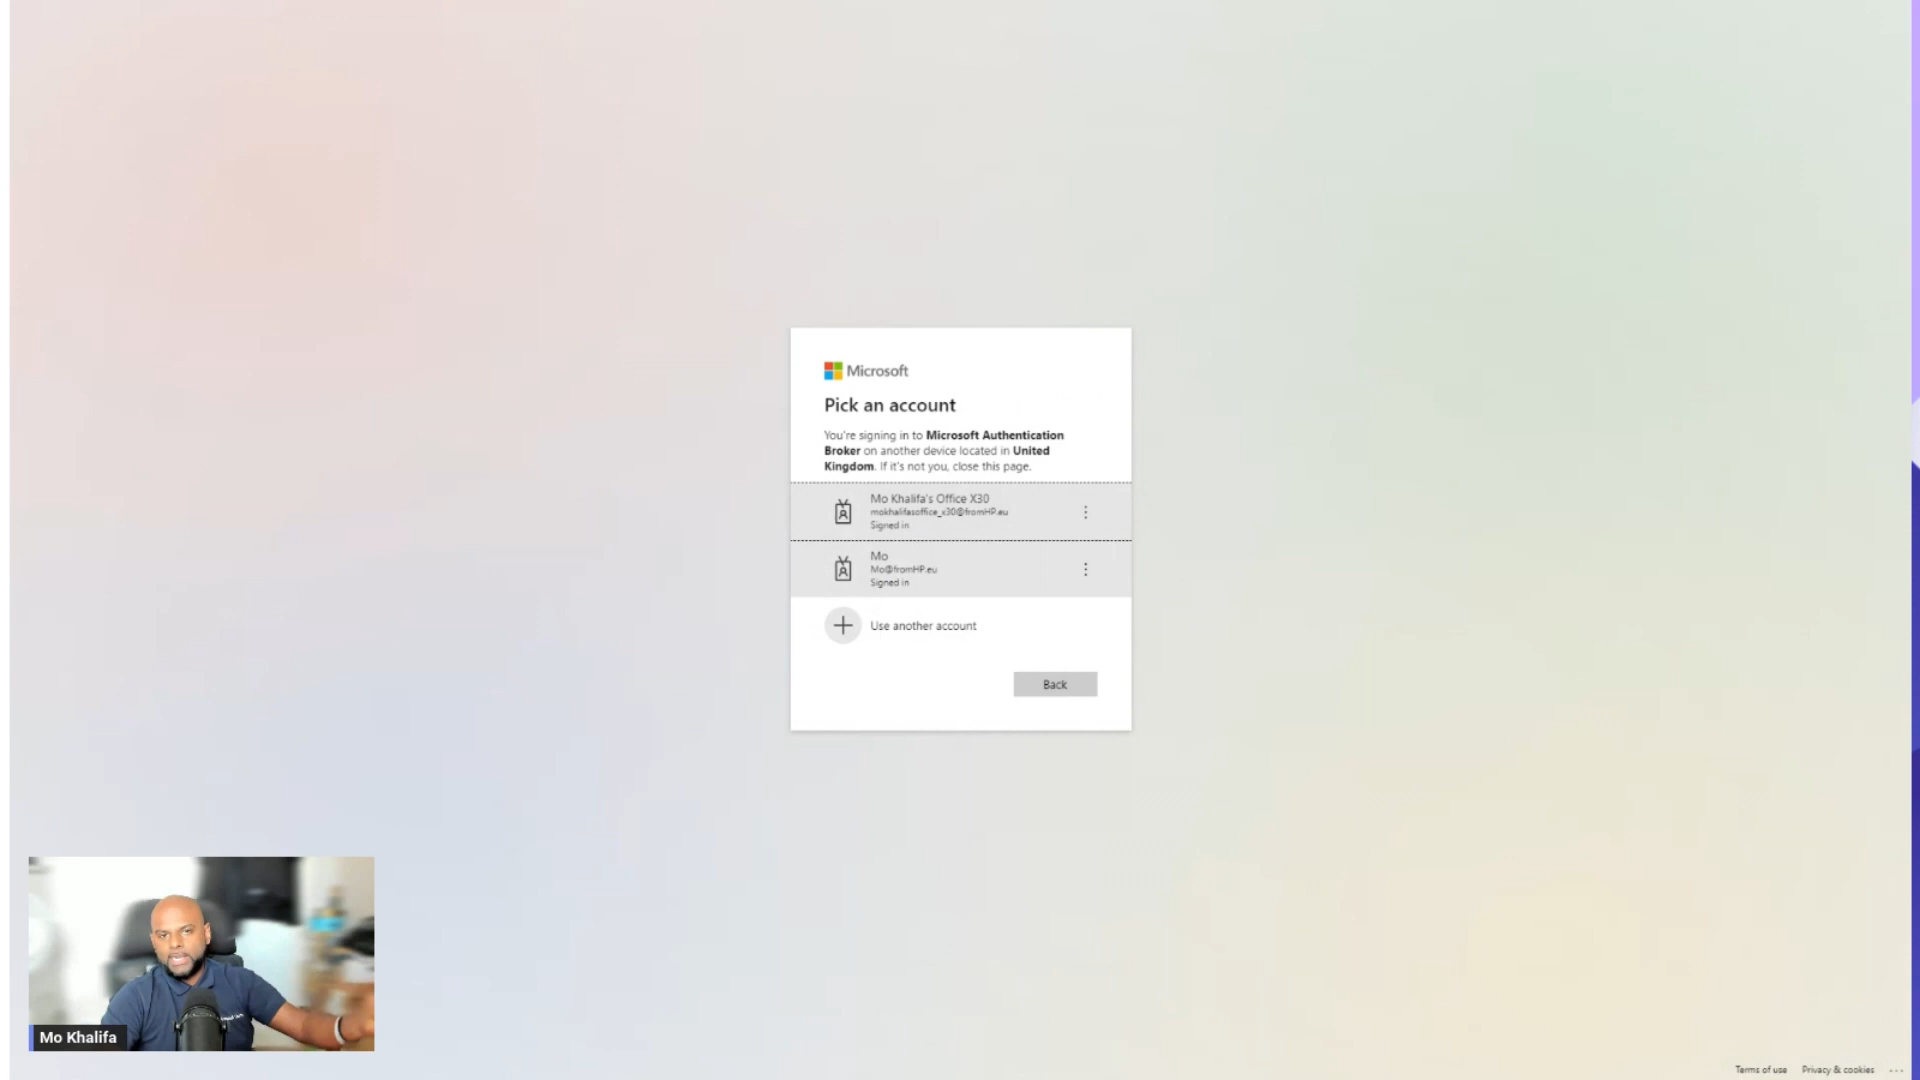 Microsoft
Pick an account
You're signing in to Microsoft Authentication
Broker on another device located in United
Kingdom. If it's not you, close this page.
Mo Khalifa's Office X30
mokhalifasoffice_x30@fromHP.eu
Signed in
Mo
Mo@fromHP.eu
Signed in
Use another account
Back
Mo Khalifa
Terms of use Privacy & cookies